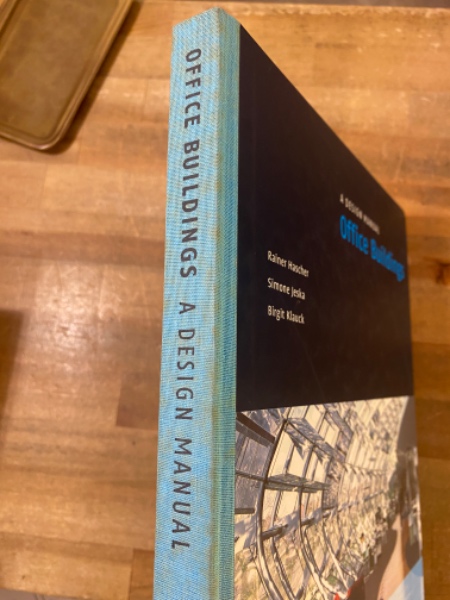 OFFICE BUILDINGS A DESIGN MANUAL
A DESIGN MANUAL
Office Buildings
Rainer Hascher
Simone Jeska
Birgit Klauck